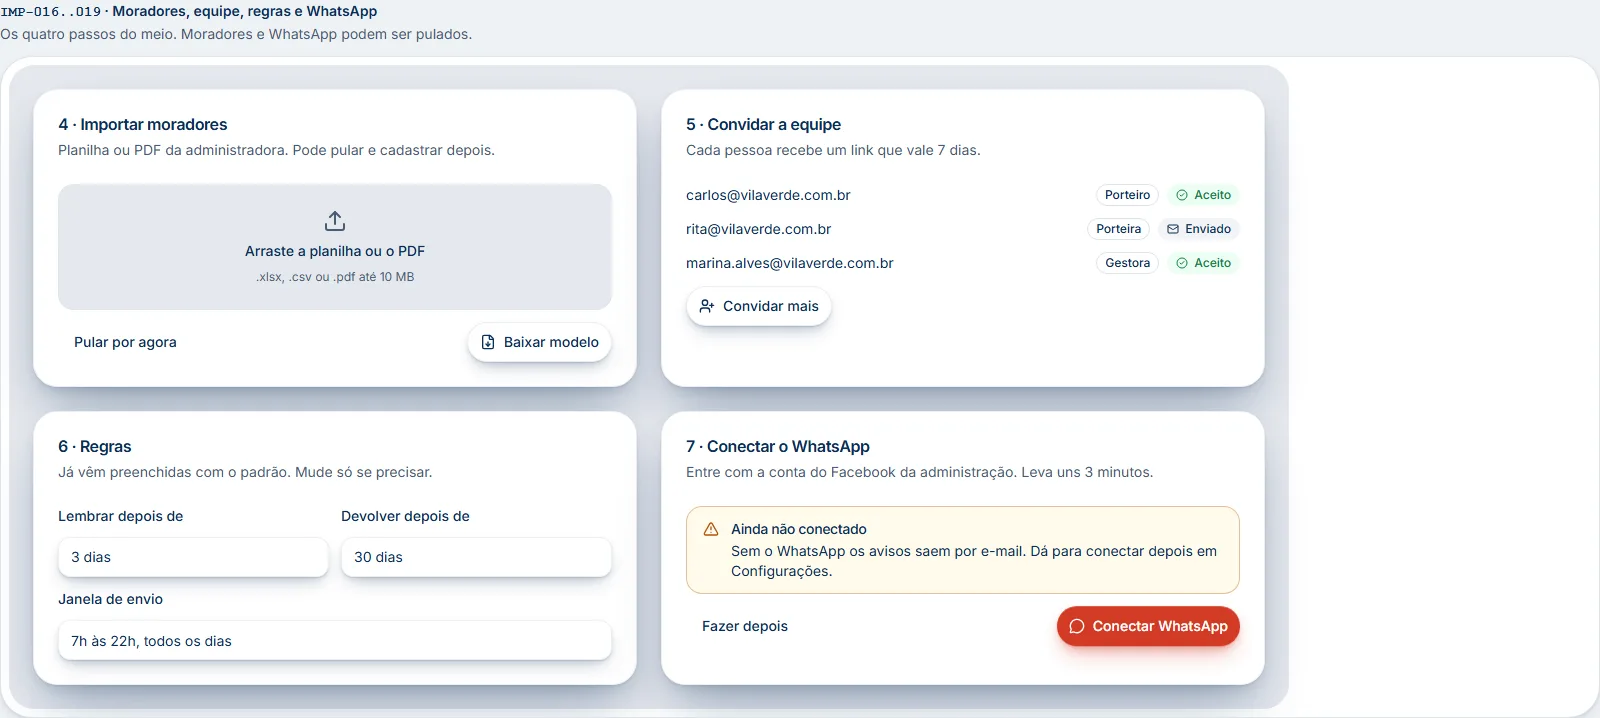 IMP-016..019 · Moradores, equipe, regras e WhatsApp
Os quatro passos do meio. Moradores e WhatsApp podem ser pulados.
4 · Importar moradores
Planilha ou PDF da administradora. Pode pular e cadastrar depois.
Arraste a planilha ou o PDF
.xlsx, .csv ou .pdf até 10 MB
Pular por agora
Baixar modelo
5 · Convidar a equipe
Cada pessoa recebe um link que vale 7 dias.
carlos@vilaverde.com.br Porteiro Aceito
rita@vilaverde.com.br Porteira Enviado
marina.alves@vilaverde.com.br Gestora Aceito
Convidar mais
6 · Regras
Já vêm preenchidas com o padrão. Mude só se precisar.
Lembrar depois de
3 dias
Devolver depois de
30 dias
Janela de envio
7h às 22h, todos os dias
7 · Conectar o WhatsApp
Entre com a conta do Facebook da administração. Leva uns 3 minutos.
Ainda não conectado
Sem o WhatsApp os avisos saem por e-mail. Dá para conectar depois em
Configurações.
Fazer depois
Conectar WhatsApp